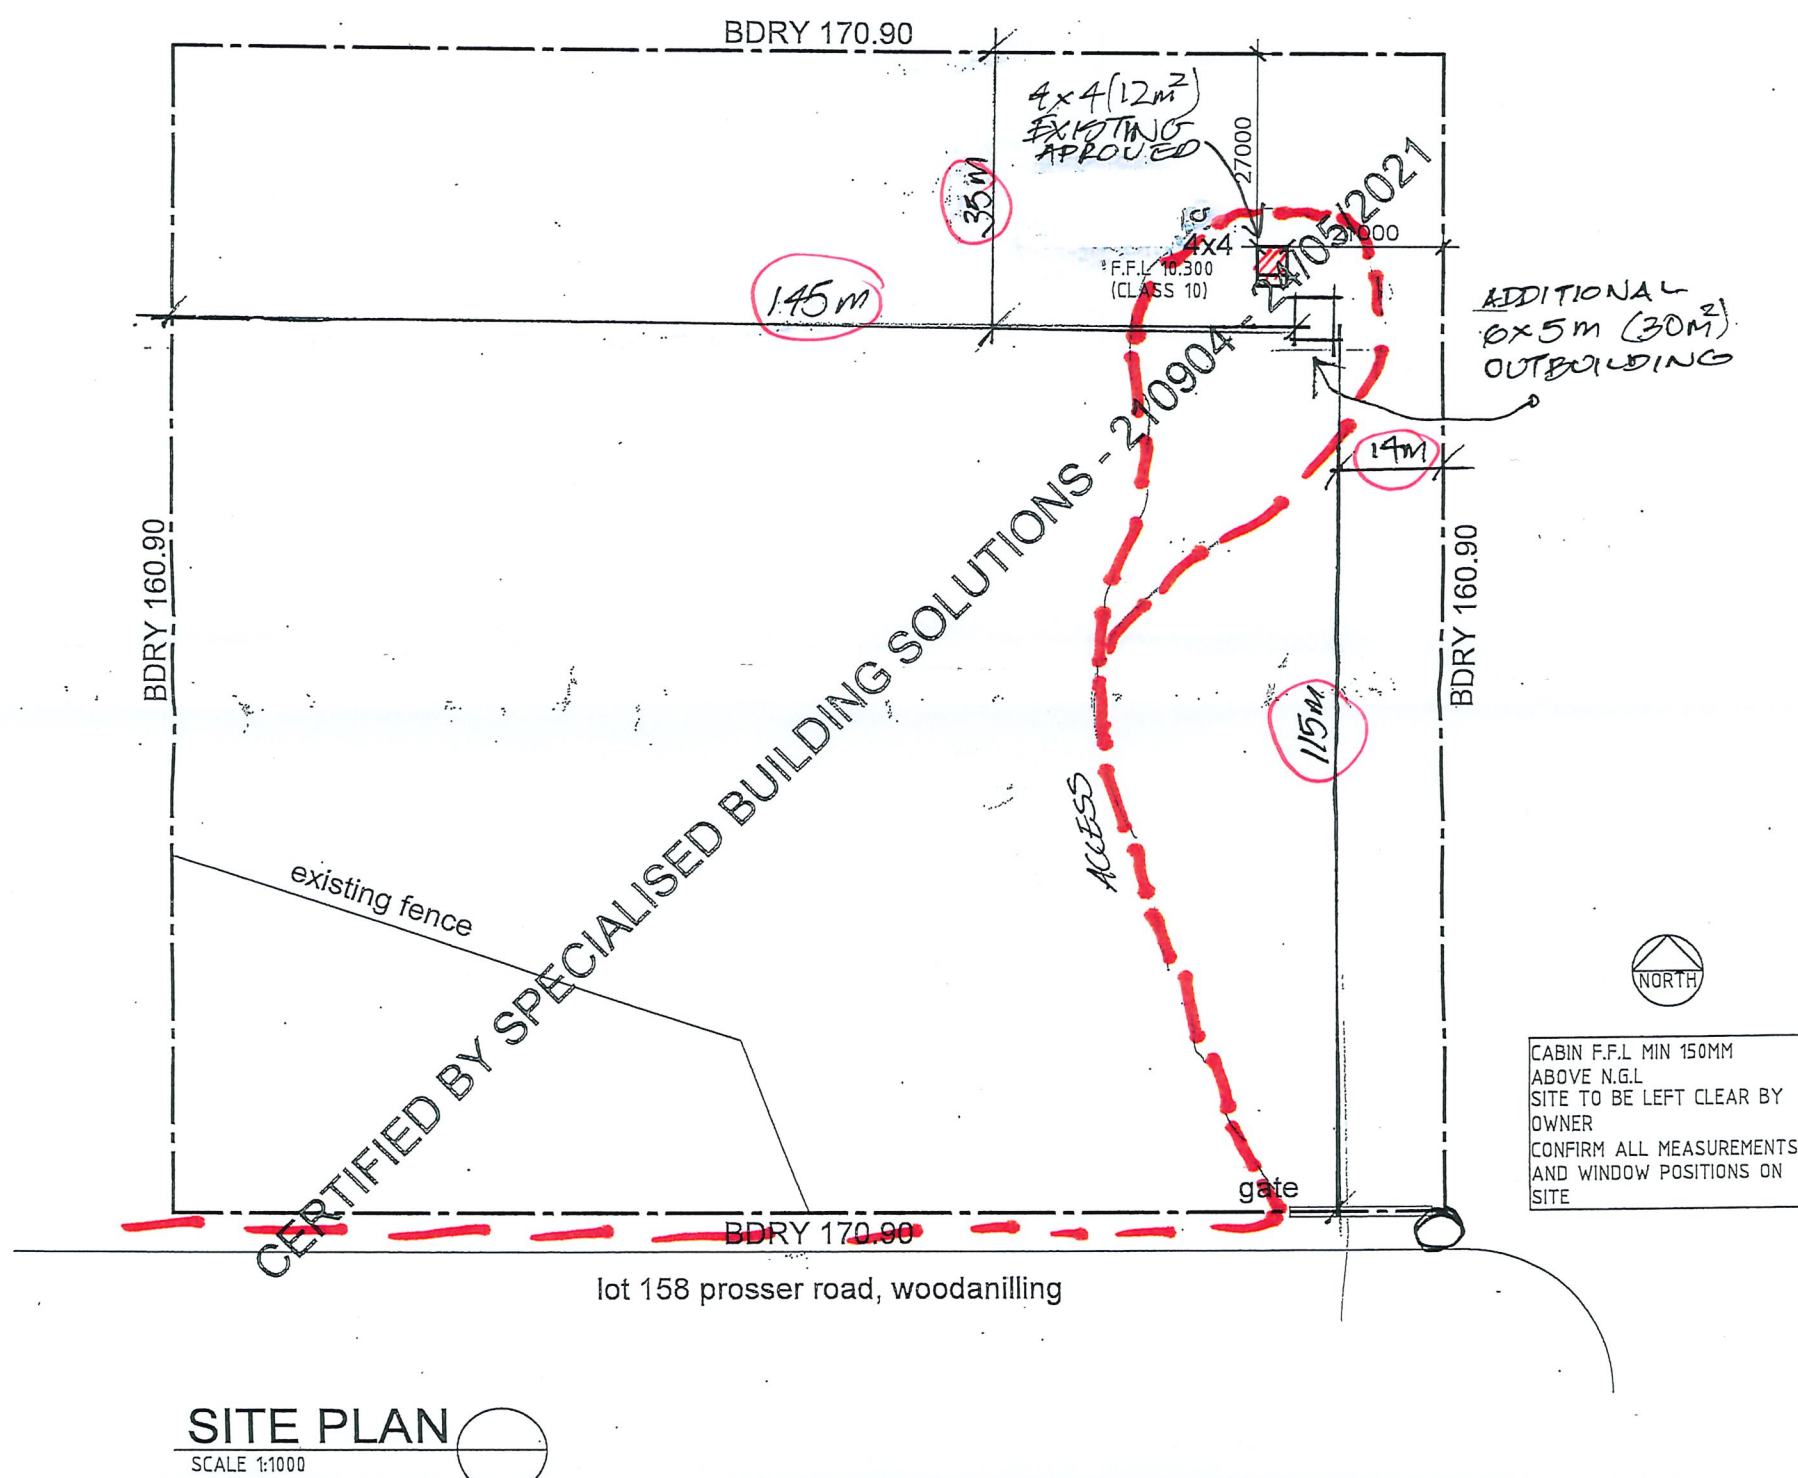 BDRY 170.90
4x4 (12m²)
EXISTING
APROVED
27000
35m
21000
4x4
F.F.L 10.300
(CLASS 10)
145m
ADDITIONAL
6x5m (30m²)
OUTBUILDING
14m
BDRY 160.90
BDRY 160.90
CERTIFIED BY SPECIALISED BUILDING SOLUTIONS - 210904 - 24/05/2021
115m
ACCESS
existing fence
NORTH
CABIN F.F.L MIN 150MM
ABOVE N.G.L
SITE TO BE LEFT CLEAR BY
OWNER
CONFIRM ALL MEASUREMENTS
AND WINDOW POSITIONS ON
SITE
gate
BDRY 170.90
lot 158 prosser road, woodanilling
SITE PLAN
SCALE 1:1000